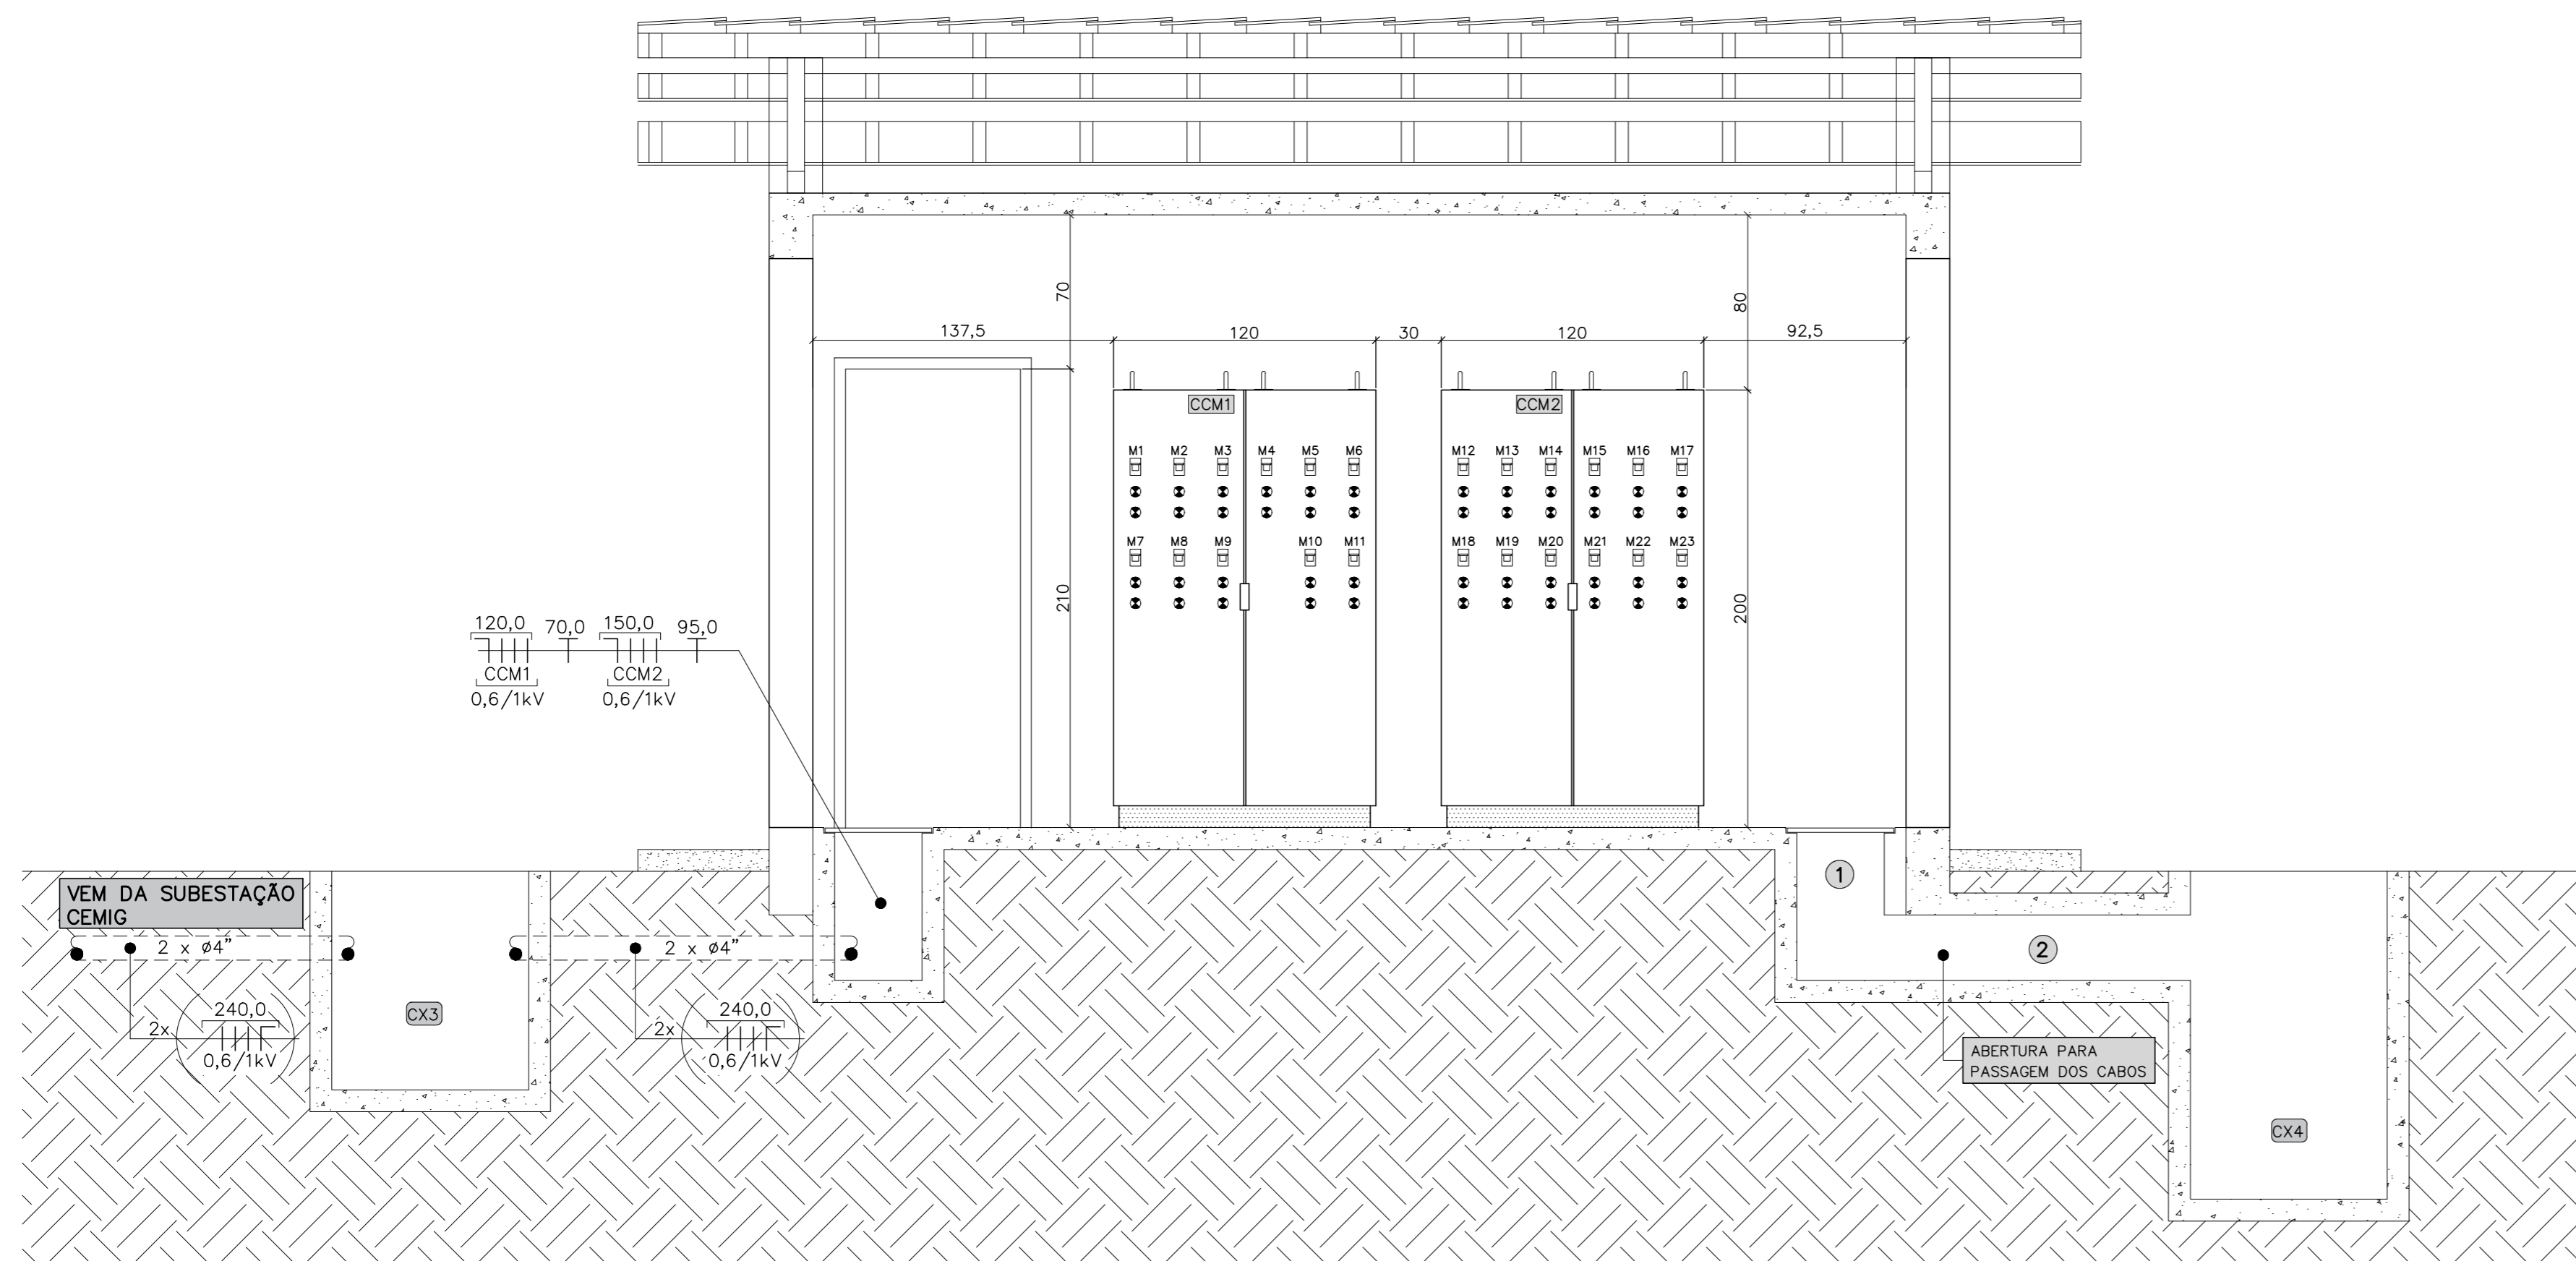 70
80
137,5
120
30
120
92,5
CCM1
CCM2
M1 M2 M3 M4 M5 M6
M12 M13 M14 M15 M16 M17
M7 M8 M9 M10 M11
M18 M19 M20 M21 M22 M23
210
200
120,0 70,0 150,0 95,0
CCM1 CCM2
0,6/1kV 0,6/1kV
1
VEM DA SUBESTAÇÃO
CEMIG
2 x ø4"
2 x ø4"
2
CX3
240,0
2x
0,6/1kV
240,0
2x
0,6/1kV
ABERTURA PARA
PASSAGEM DOS CABOS
CX4